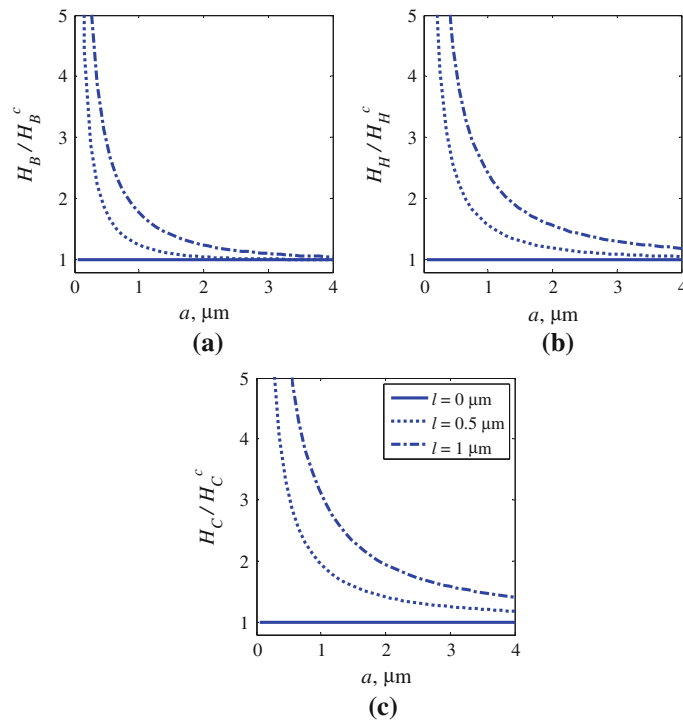 5
4
3
2
1
0 1 2 3 4
H_B / H_B^c
a, μm
(a)
5
4
3
2
1
0 1 2 3 4
H_H / H_H^c
a, μm
(b)
5
4
3
2
1
0 1 2 3 4
H_C / H_C^c
l = 0 μm
l = 0.5 μm
l = 1 μm
a, μm
(c)